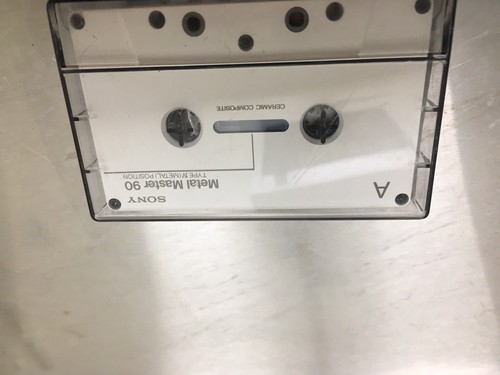 A
SONY
Metal Master 90
TYPE IV (METAL) POSITION
CERAMIC COMPOSITE